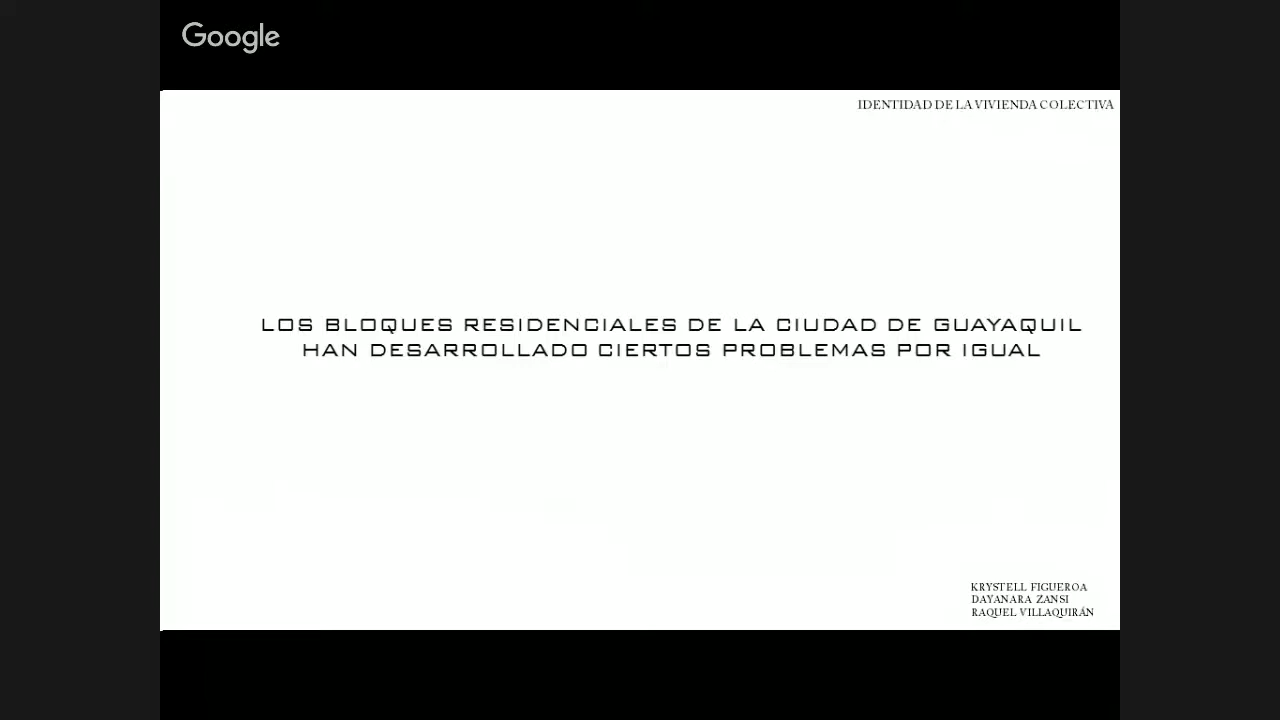 Google
IDENTIDAD DE LA VIVIENDA COLECTIVA
LOS BLOQUES RESIDENCIALES DE LA CIUDAD DE GUAYAQUIL
HAN DESARROLLADO CIERTOS PROBLEMAS POR IGUAL
KRYSTELL FIGUEROA
DAYANARA ZANSI
RAQUEL VILLAQUIRÁN